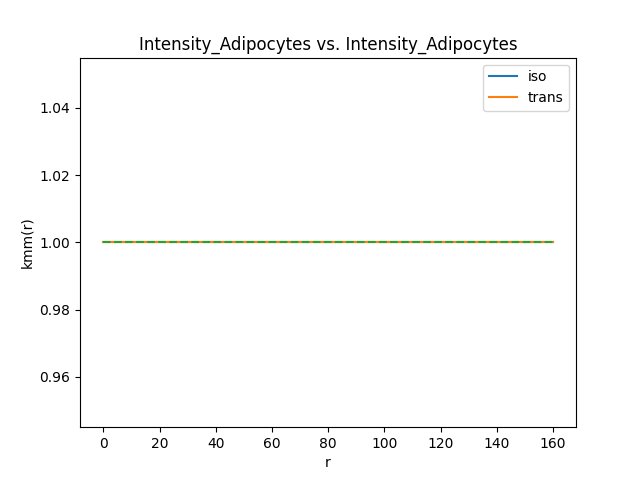 Intensity_Adipocytes vs. Intensity_Adipocytes
iso
trans
1.04
1.02
1.00
0.98
0.96
kmm(r)
0 20 40 60 80 100 120 140 160
r